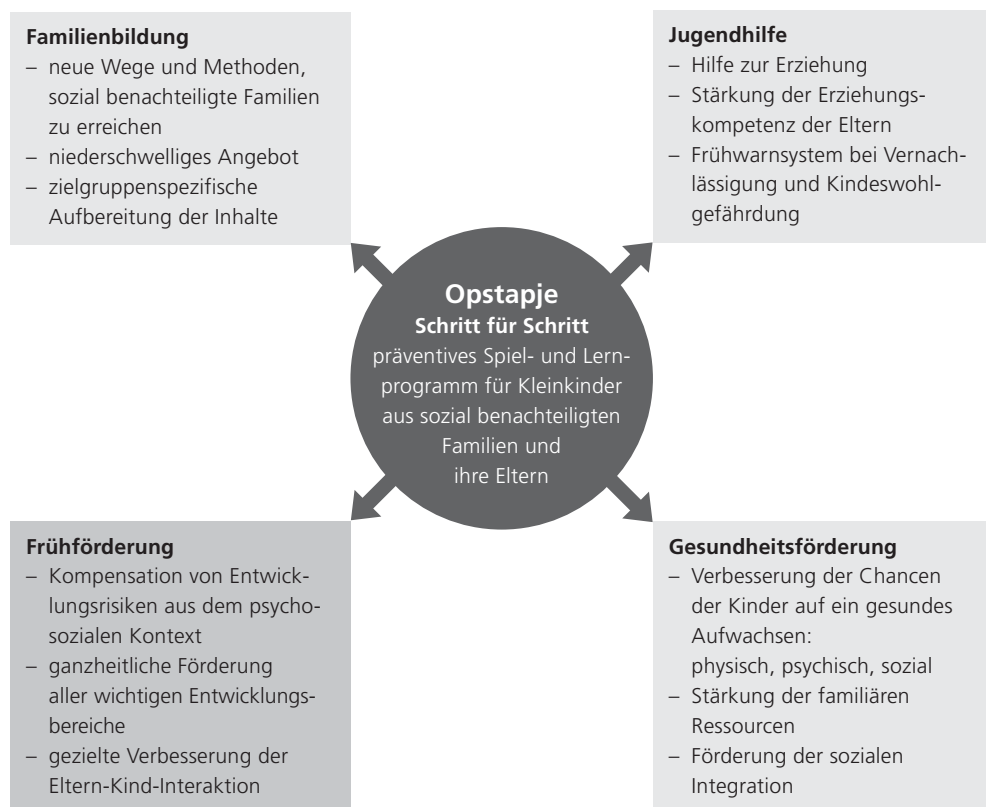 Familienbildung
– neue Wege und Methoden,
sozial benachteiligte Familien
zu erreichen
– niederschwelliges Angebot
– zielgruppenspezifische
Aufbereitung der Inhalte
Jugendhilfe
– Hilfe zur Erziehung
– Stärkung der Erziehungs-
kompetenz der Eltern
– Frühwarnsystem bei Vernach-
lässigung und Kindeswohl-
gefährdung
Opstapje
Schritt für Schritt
präventives Spiel- und Lern-
programm für Kleinkinder
aus sozial benachteiligten
Familien und
ihre Eltern
Frühförderung
– Kompensation von Entwick-
lungsrisiken aus dem psycho-
sozialen Kontext
– ganzheitliche Förderung
aller wichtigen Entwicklungs-
bereiche
– gezielte Verbesserung der
Eltern-Kind-Interaktion
Gesundheitsförderung
– Verbesserung der Chancen
der Kinder auf ein gesundes
Aufwachsen:
physisch, psychisch, sozial
– Stärkung der familiären
Ressourcen
– Förderung der sozialen
Integration